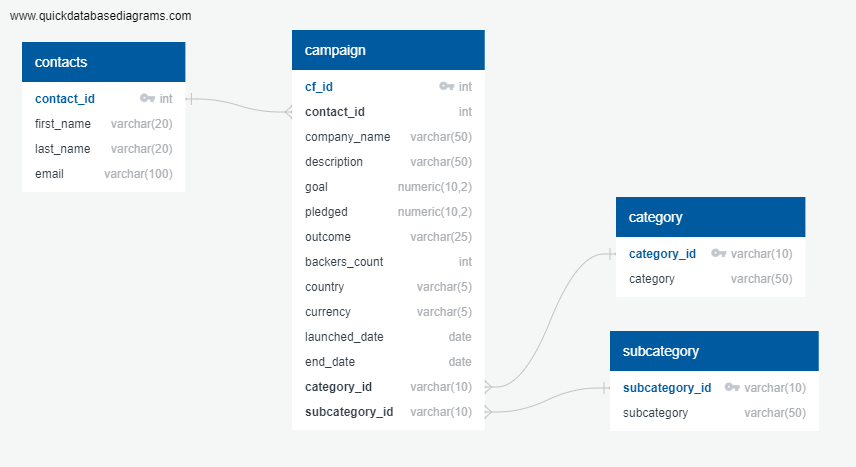 www.quickdatabasediagrams.com
contacts
contact_id int
first_name varchar(20)
last_name varchar(20)
email varchar(100)
campaign
cf_id int
contact_id int
company_name varchar(50)
description varchar(50)
goal numeric(10,2)
pledged numeric(10,2)
outcome varchar(25)
backers_count int
country varchar(5)
currency varchar(5)
launched_date date
end_date date
category_id varchar(10)
subcategory_id varchar(10)
category
category_id varchar(10)
category varchar(50)
subcategory
subcategory_id varchar(10)
subcategory varchar(50)